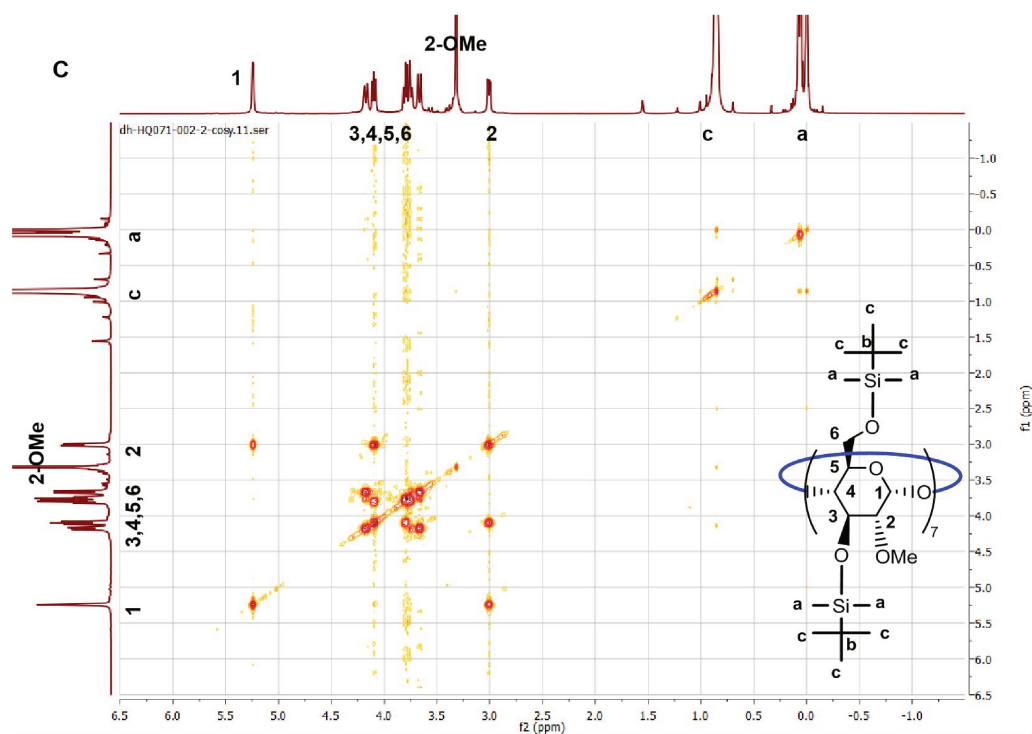 C
1
2-OMe
dh-HQ071-002-2-cosy.11.ser
3,4,5,6
2
c
a
a
c
2-OMe
2
3,4,5,6
1
-1.0
-0.5
0.0
0.5
1.0
1.5
2.0
2.5
3.0
3.5
4.0
4.5
5.0
5.5
6.0
6.5
f1 (ppm)
6.5 6.0 5.5 5.0 4.5 4.0 3.5 3.0 2.5 2.0 1.5 1.0 0.5 0.0 -0.5 -1.0
f2 (ppm)
c
c b c
a Si a
O
6
5 O
4 1 O
3 2 7
O OMe
a Si a
c b c
c